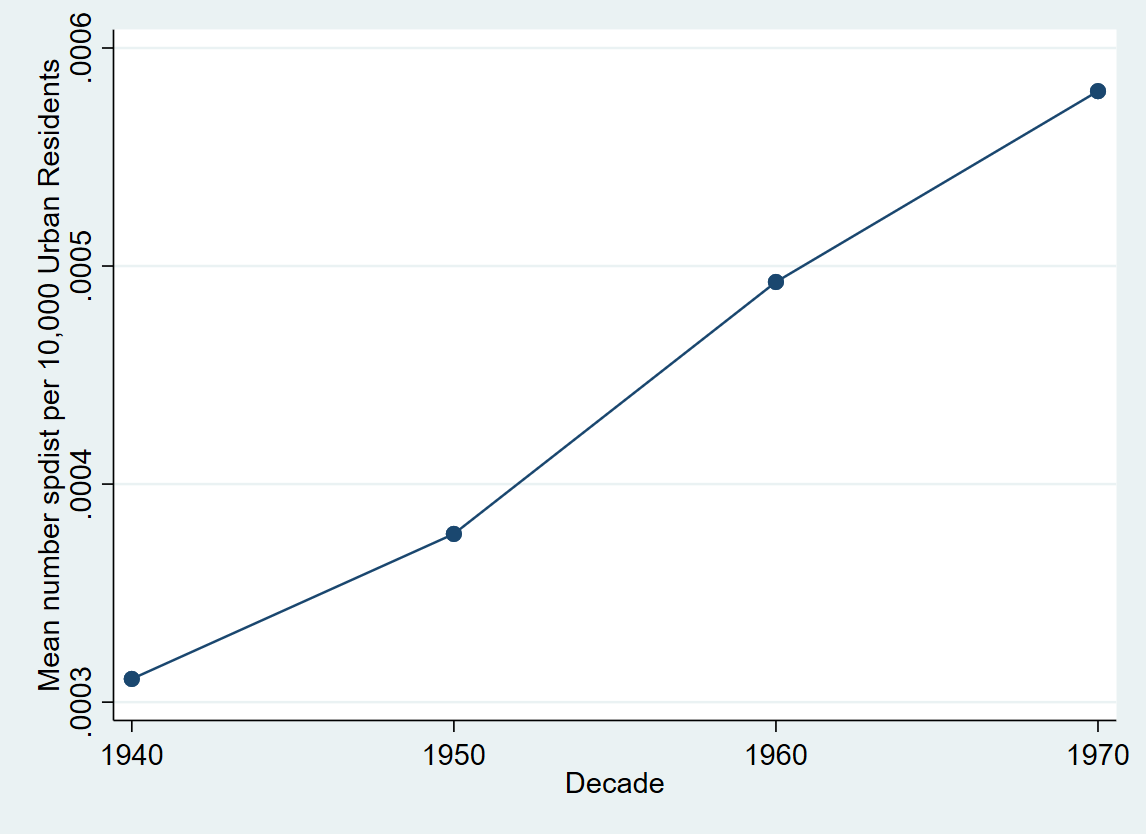 Mean number spdist per 10,000 Urban Residents
.0006
.0005
.0004
.0003
1940 1950 1960 1970
Decade